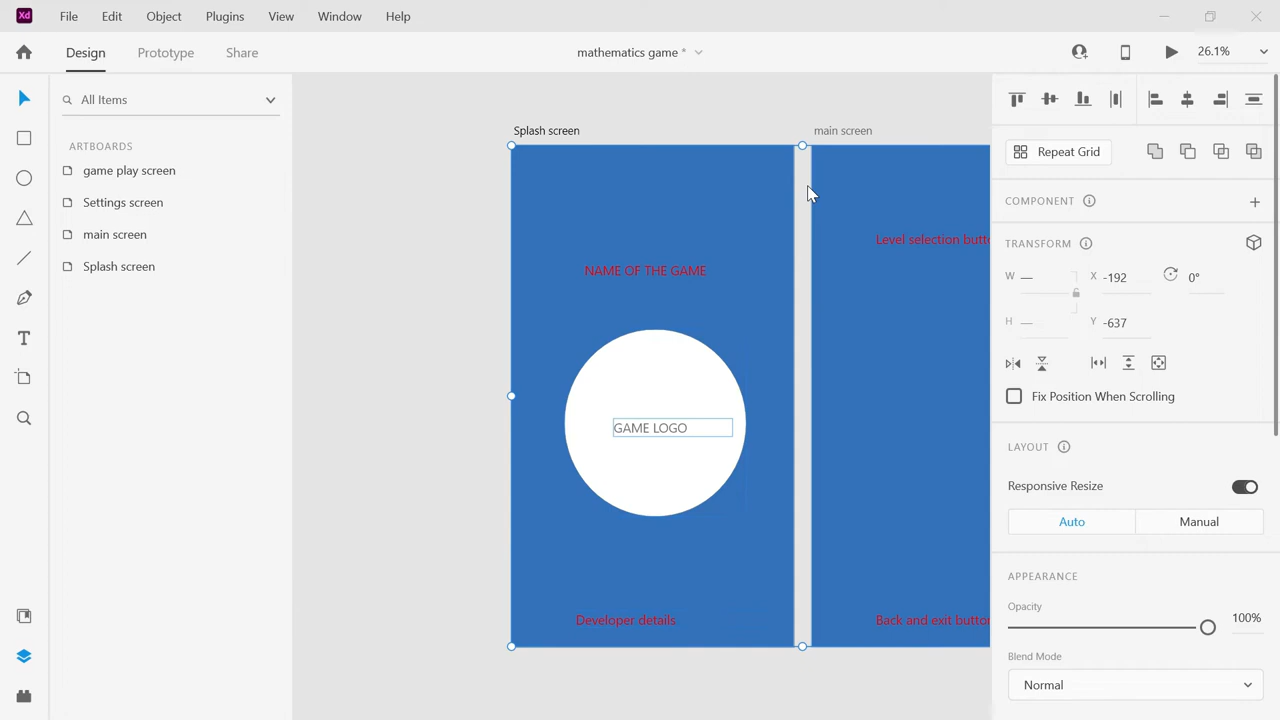 Xd File Edit Object Plugins View Window Help
Design Prototype Share mathematics game * 26.1%
All Items
ARTBOARDS
game play screen
Settings screen
main screen
Splash screen
Splash screen main screen
NAME OF THE GAME
GAME LOGO
Developer details
Level selection butto
Back and exit button
Repeat Grid
COMPONENT
TRANSFORM
W — X -192 0°
H — Y -637
Fix Position When Scrolling
LAYOUT
Responsive Resize
Auto Manual
APPEARANCE
Opacity
100%
Blend Mode
Normal